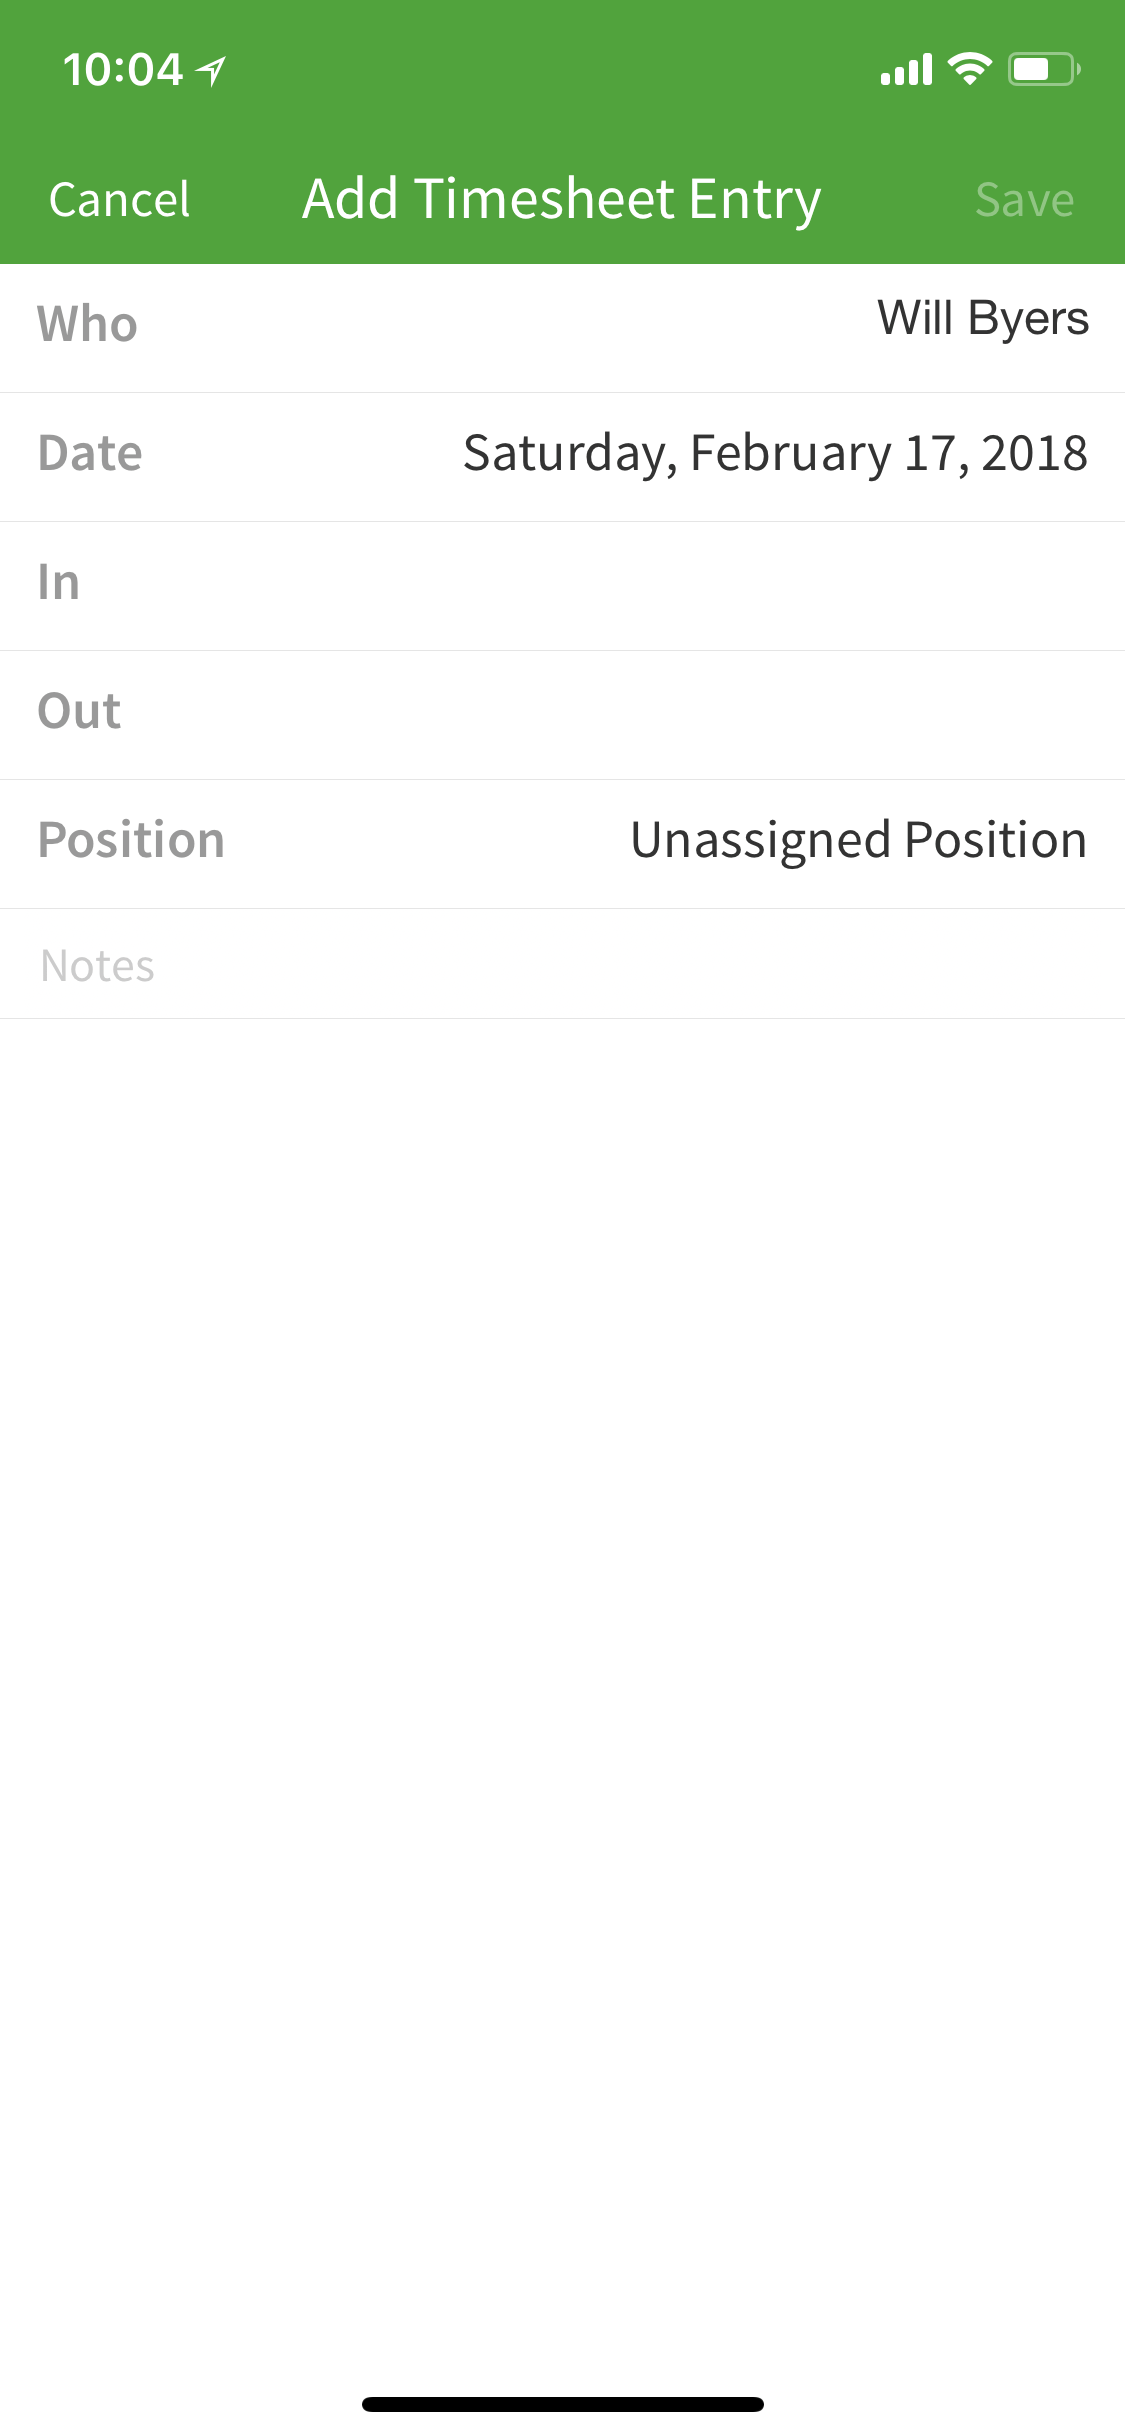 10:04
Cancel Add Timesheet Entry Save
Who Will Byers
Date Saturday, February 17, 2018
In
Out
Position Unassigned Position
Notes